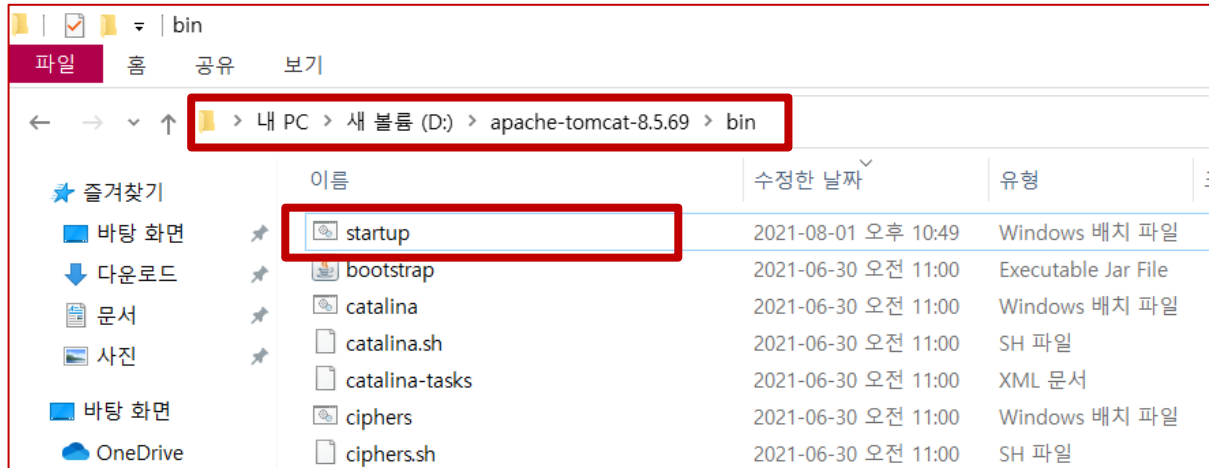 bin
파일 홈 공유 보기
내 PC > 새 볼륨 (D:) > apache-tomcat-8.5.69 > bin
이름 수정한 날짜 유형
즐겨찾기
바탕 화면
다운로드
문서
사진
바탕 화면
OneDrive
startup 2021-08-01 오후 10:49 Windows 배치 파일
bootstrap 2021-06-30 오전 11:00 Executable Jar File
catalina 2021-06-30 오전 11:00 Windows 배치 파일
catalina.sh 2021-06-30 오전 11:00 SH 파일
catalina-tasks 2021-06-30 오전 11:00 XML 문서
ciphers 2021-06-30 오전 11:00 Windows 배치 파일
ciphers.sh 2021-06-30 오전 11:00 SH 파일